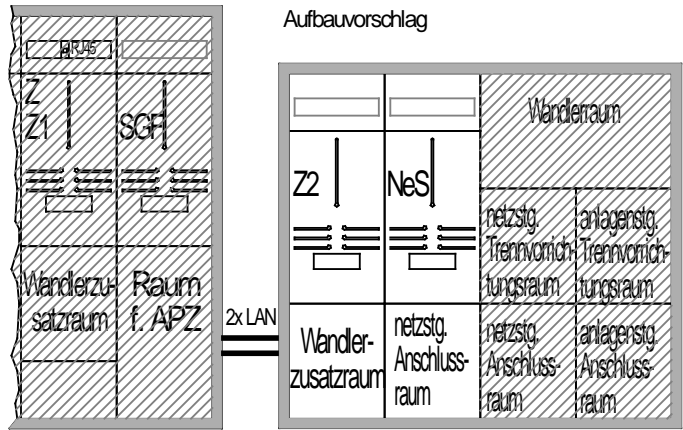 Aufbauvorschlag
RJ45
Z
Z1
SGF
Wandlerzu-
satzraum
Raum
f. APZ
2x LAN
Z2
NeS
Wandlerraum
netzstg.
Trennvorrich-
tungsraum
anlagenstg.
Trennvorrich-
tungsraum
Wandler-
zusatzraum
netzstg.
Anschluss-
raum
netzstg.
Anschluss-
raum
anlagenstg.
Anschluss-
raum